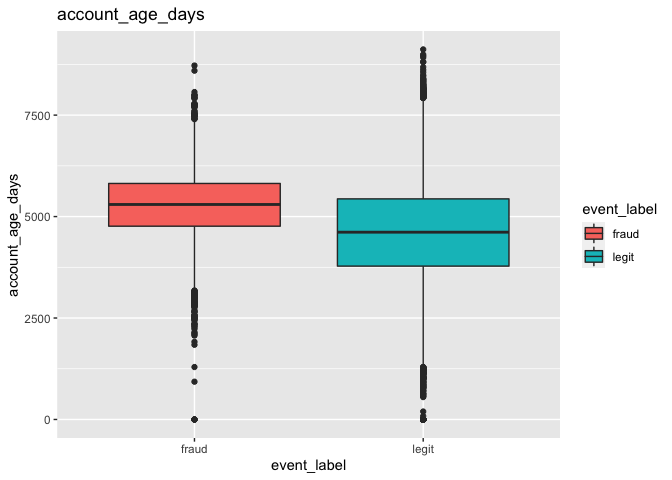 account_age_days
account_age_days
7500
5000
2500
0
fraud
legit
event_label
event_label
fraud
legit